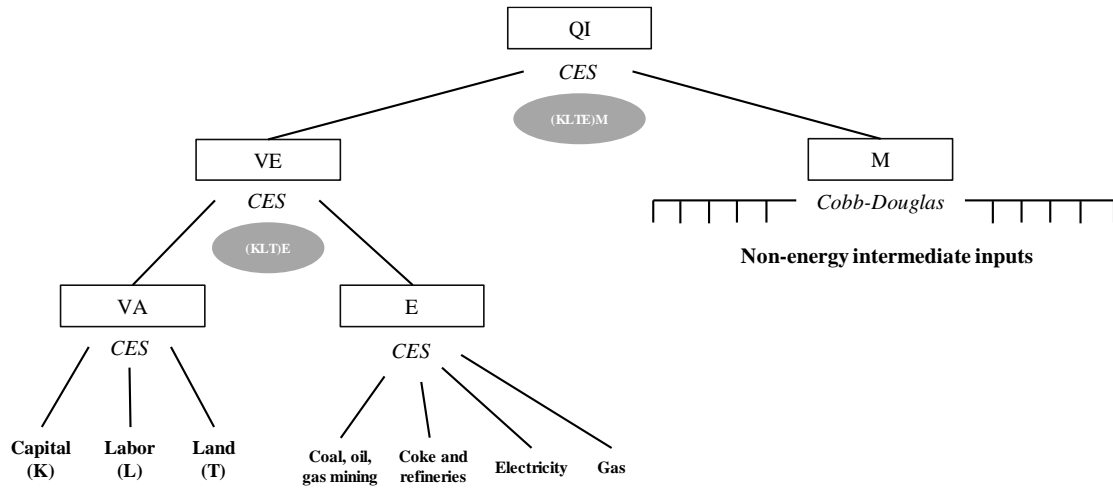 QI
CES
(KLTE)M
VE
M
CES
Cobb-Douglas
(KLT)E
Non-energy intermediate inputs
VA
E
CES
CES
Capital
(K)
Labor
(L)
Land
(T)
Coal, oil,
gas mining
Coke and
refineries
Electricity
Gas